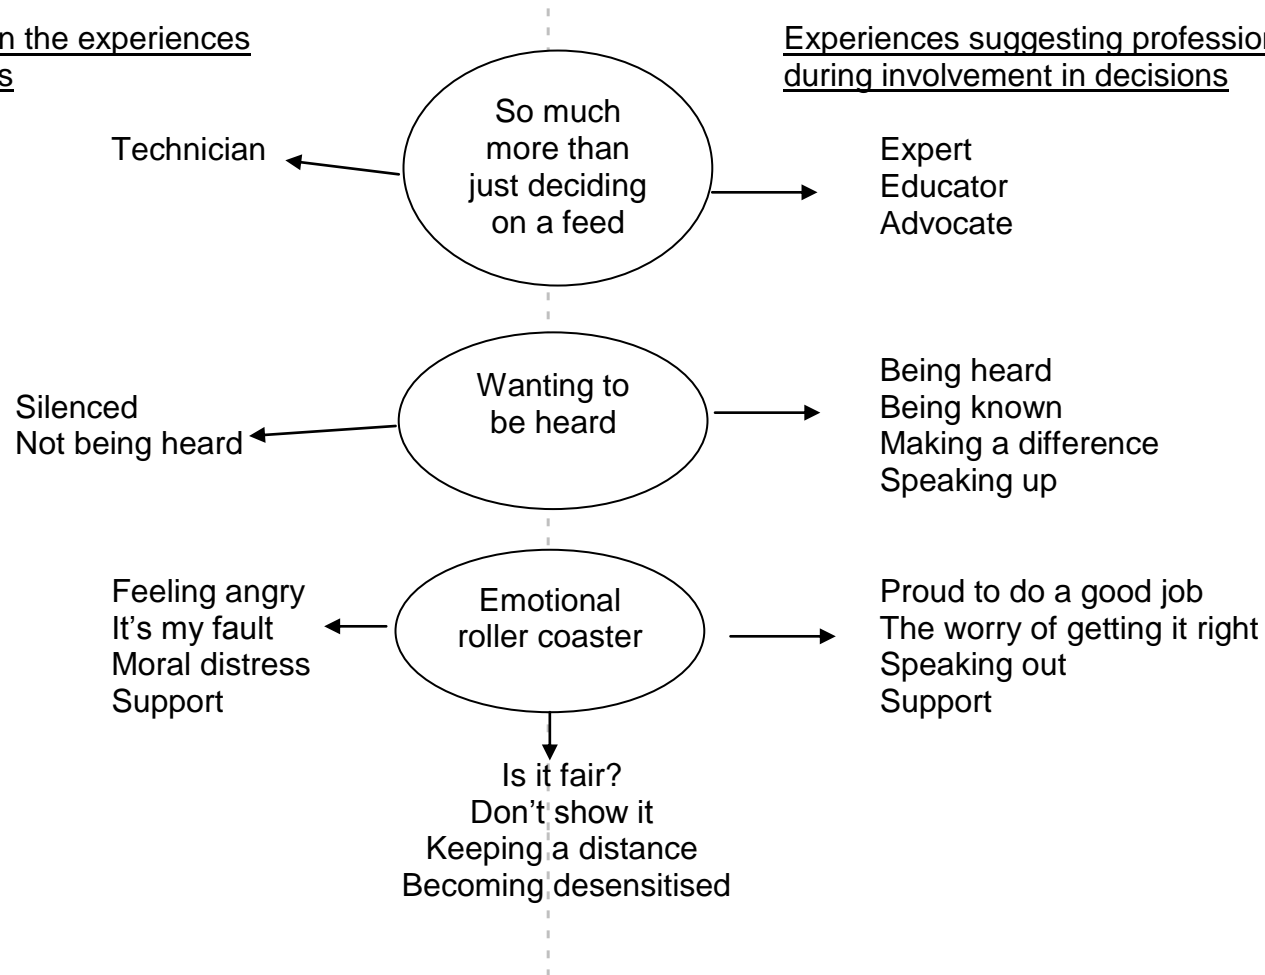 n the experiences
s
Experiences suggesting profession
during involvement in decisions
So much
more than
just deciding
on a feed
Technician
Expert
Educator
Advocate
Wanting to
be heard
Silenced
Not being heard
Being heard
Being known
Making a difference
Speaking up
Emotional
roller coaster
Feeling angry
It's my fault
Moral distress
Support
Proud to do a good job
The worry of getting it right
Speaking out
Support
Is it fair?
Don't show it
Keeping a distance
Becoming desensitised